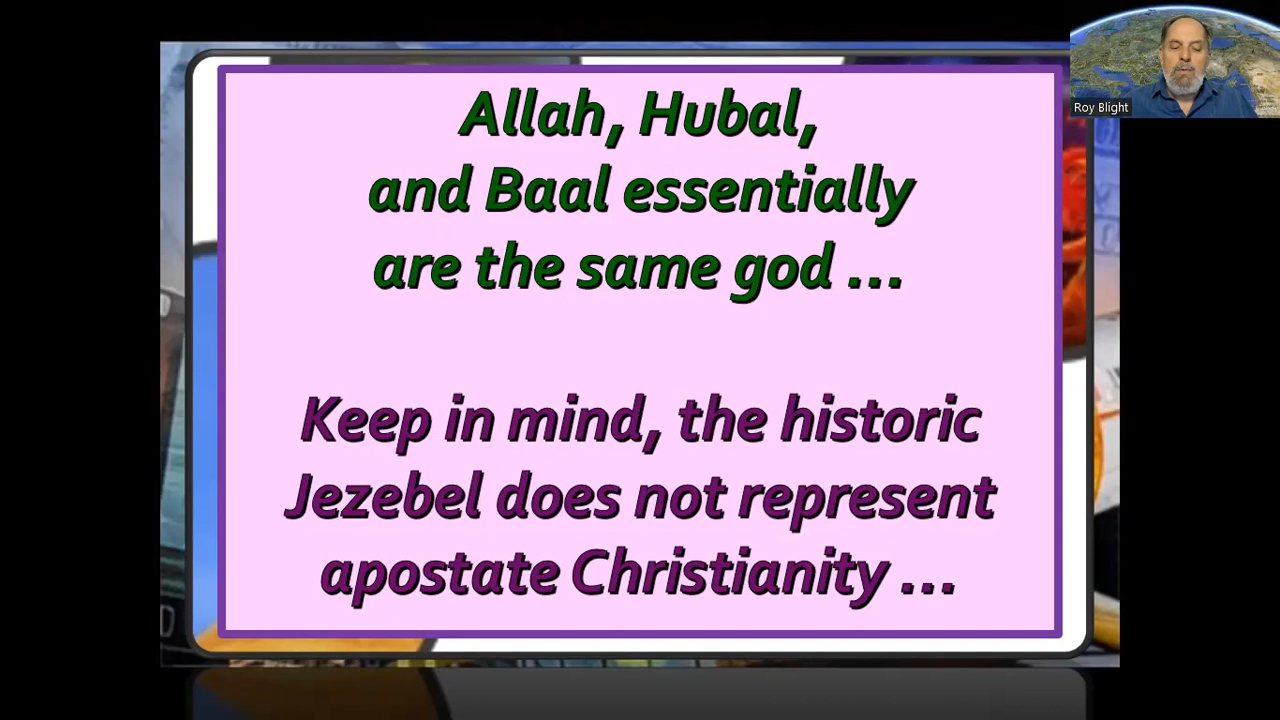 Allah, Hubal,
and Baal essentially
are the same god ...
Keep in mind, the historic
Jezebel does not represent
apostate Christianity ...
Roy Blight